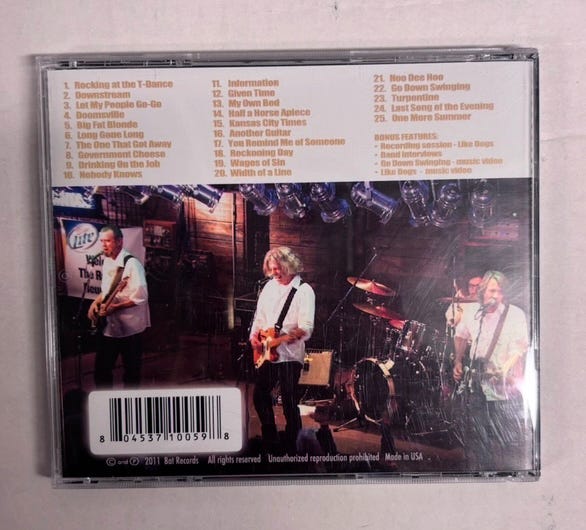 1. Rocking at the T-Dance
2. Downstream
3. Let My People Go-Go
4. Doomsville
5. Big Fat Blonde
6. Long Gone Long
7. The One That Got Away
8. Government Cheese
9. Drinking On the Job
10. Nobody Knows
11. Information
12. Given Time
13. My Own Bed
14. Half a Horse Apiece
15. Kansas City Times
16. Another Guitar
17. You Remind Me of Someone
18. Reckoning Day
19. Wages of Sin
20. Width of a Line
21. Hoo Dee Hoo
22. Go Down Swinging
23. Turpentine
24. Last Song of the Evening
25. One More Summer
BONUS FEATURES:
- Recording session - Like Dogs
- Band interviews
- Go Down Swinging - music video
- Like Dogs - music video
Lite
The R
8 04537 10059 8
© and ℗ 2011 Bat Records All rights reserved Unauthorized reproduction prohibited Made in USA